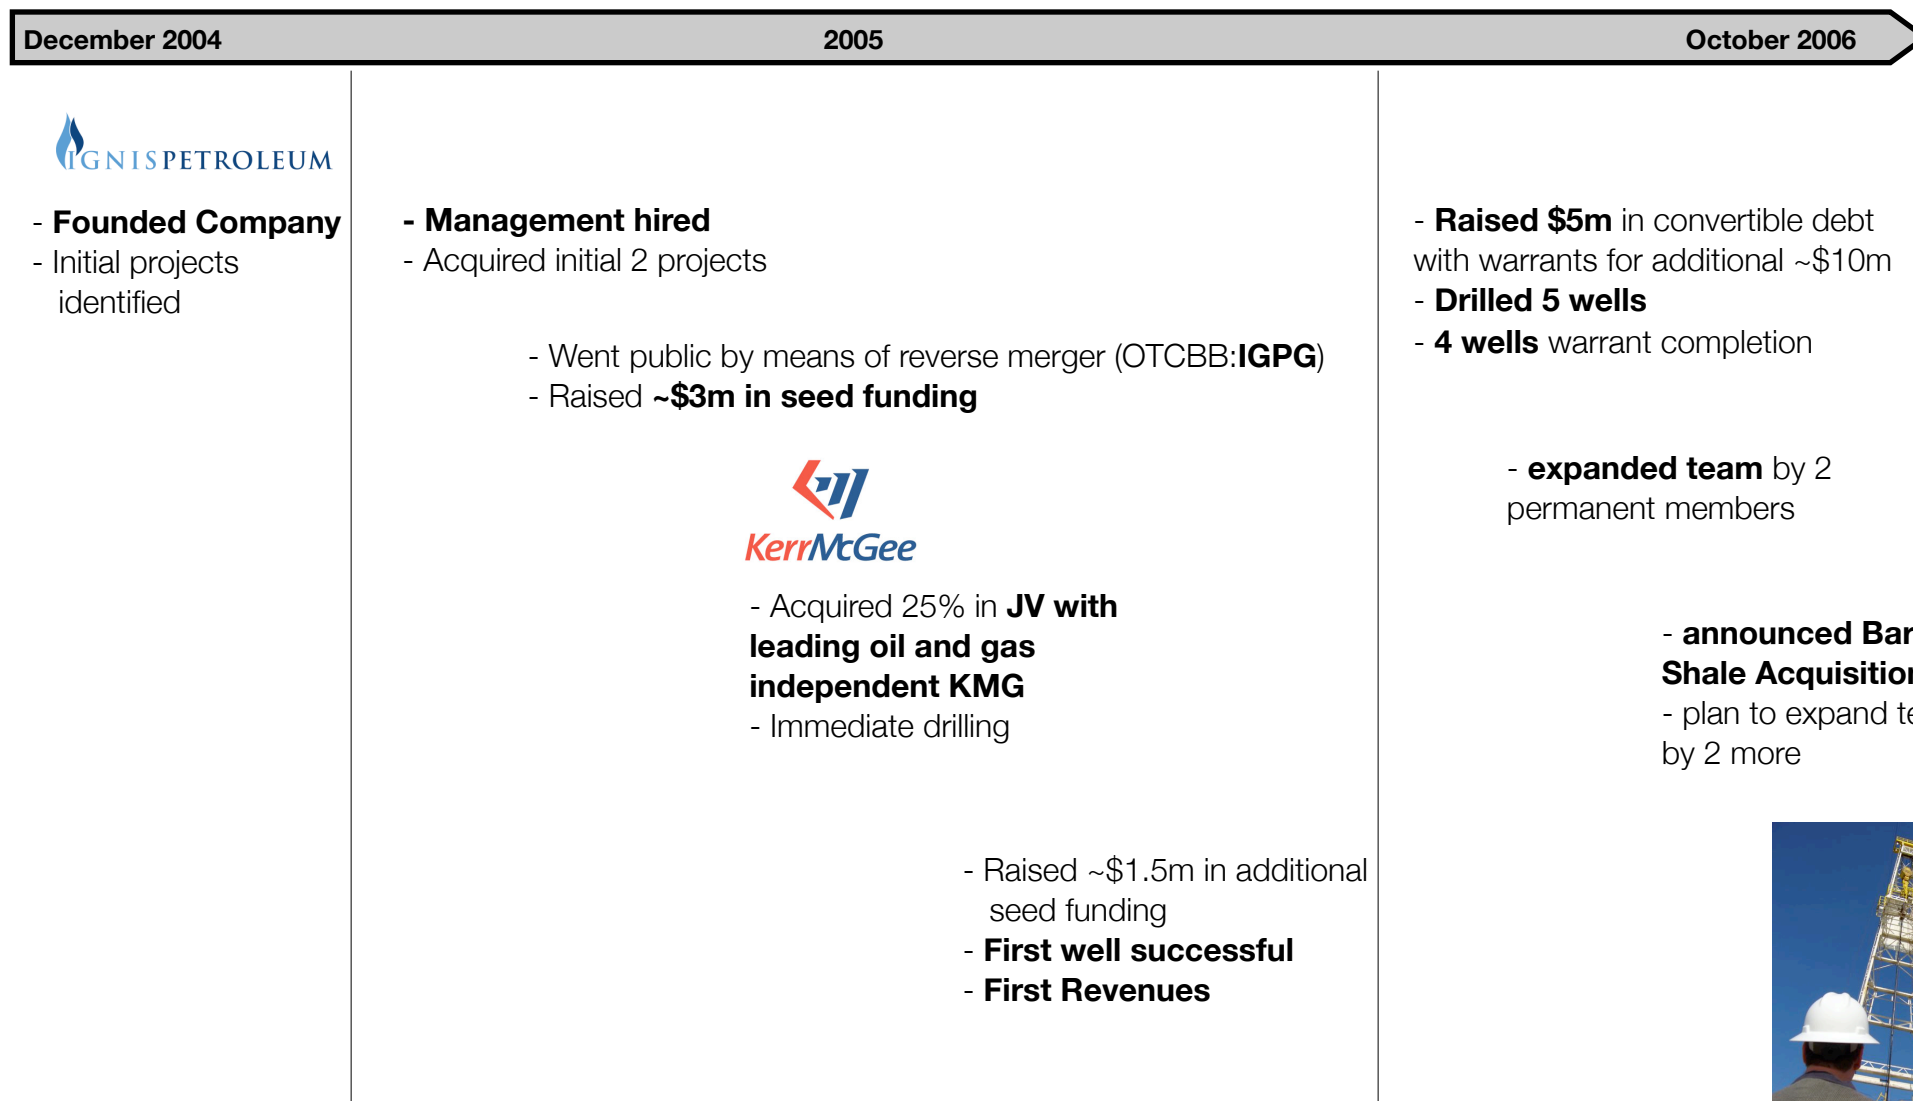 December 2004 2005 October 2006
IGNISPETROLEUM
- Founded Company
- Initial projects
identified
- Management hired
- Acquired initial 2 projects
- Went public by means of reverse merger (OTCBB:IGPG)
- Raised ~$3m in seed funding
KerrMcGee
- Acquired 25% in JV with
leading oil and gas
independent KMG
- Immediate drilling
- Raised ~$1.5m in additional
seed funding
- First well successful
- First Revenues
- Raised $5m in convertible debt
with warrants for additional ~$10m
- Drilled 5 wells
- 4 wells warrant completion
- expanded team by 2
permanent members
- announced
Shale
- plan to expand
by 2 more